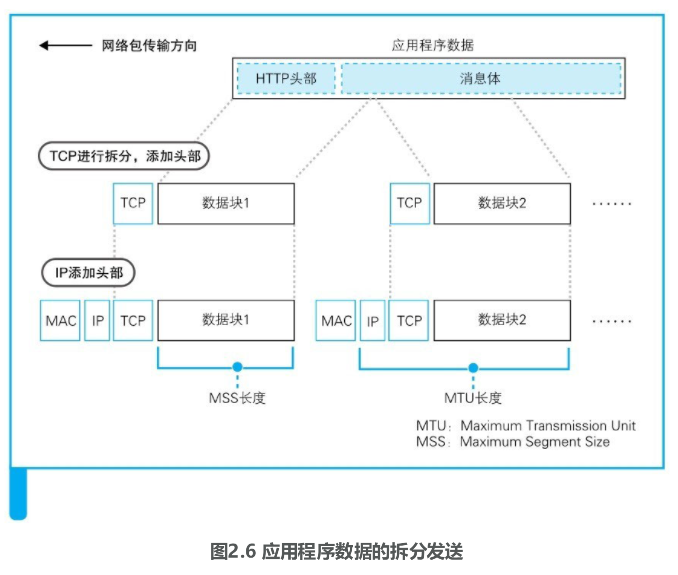 网络包传输方向
应用程序数据
HTTP头部
消息体
TCP进行拆分，添加头部
TCP
数据块1
TCP
数据块2
······
IP添加头部
MAC
IP
TCP
数据块1
MAC
IP
TCP
数据块2
······
MSS长度
MTU长度
MTU：Maximum Transmission Unit
MSS：Maximum Segment Size
图2.6 应用程序数据的拆分发送